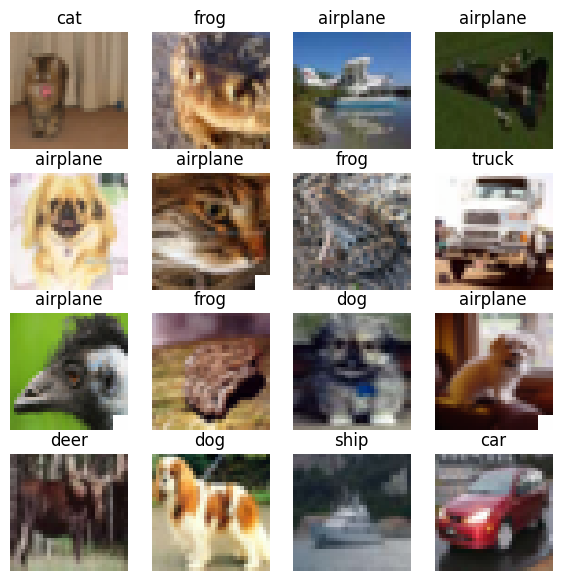 cat frog airplane airplane
airplane airplane frog truck
airplane frog dog airplane
deer dog ship car